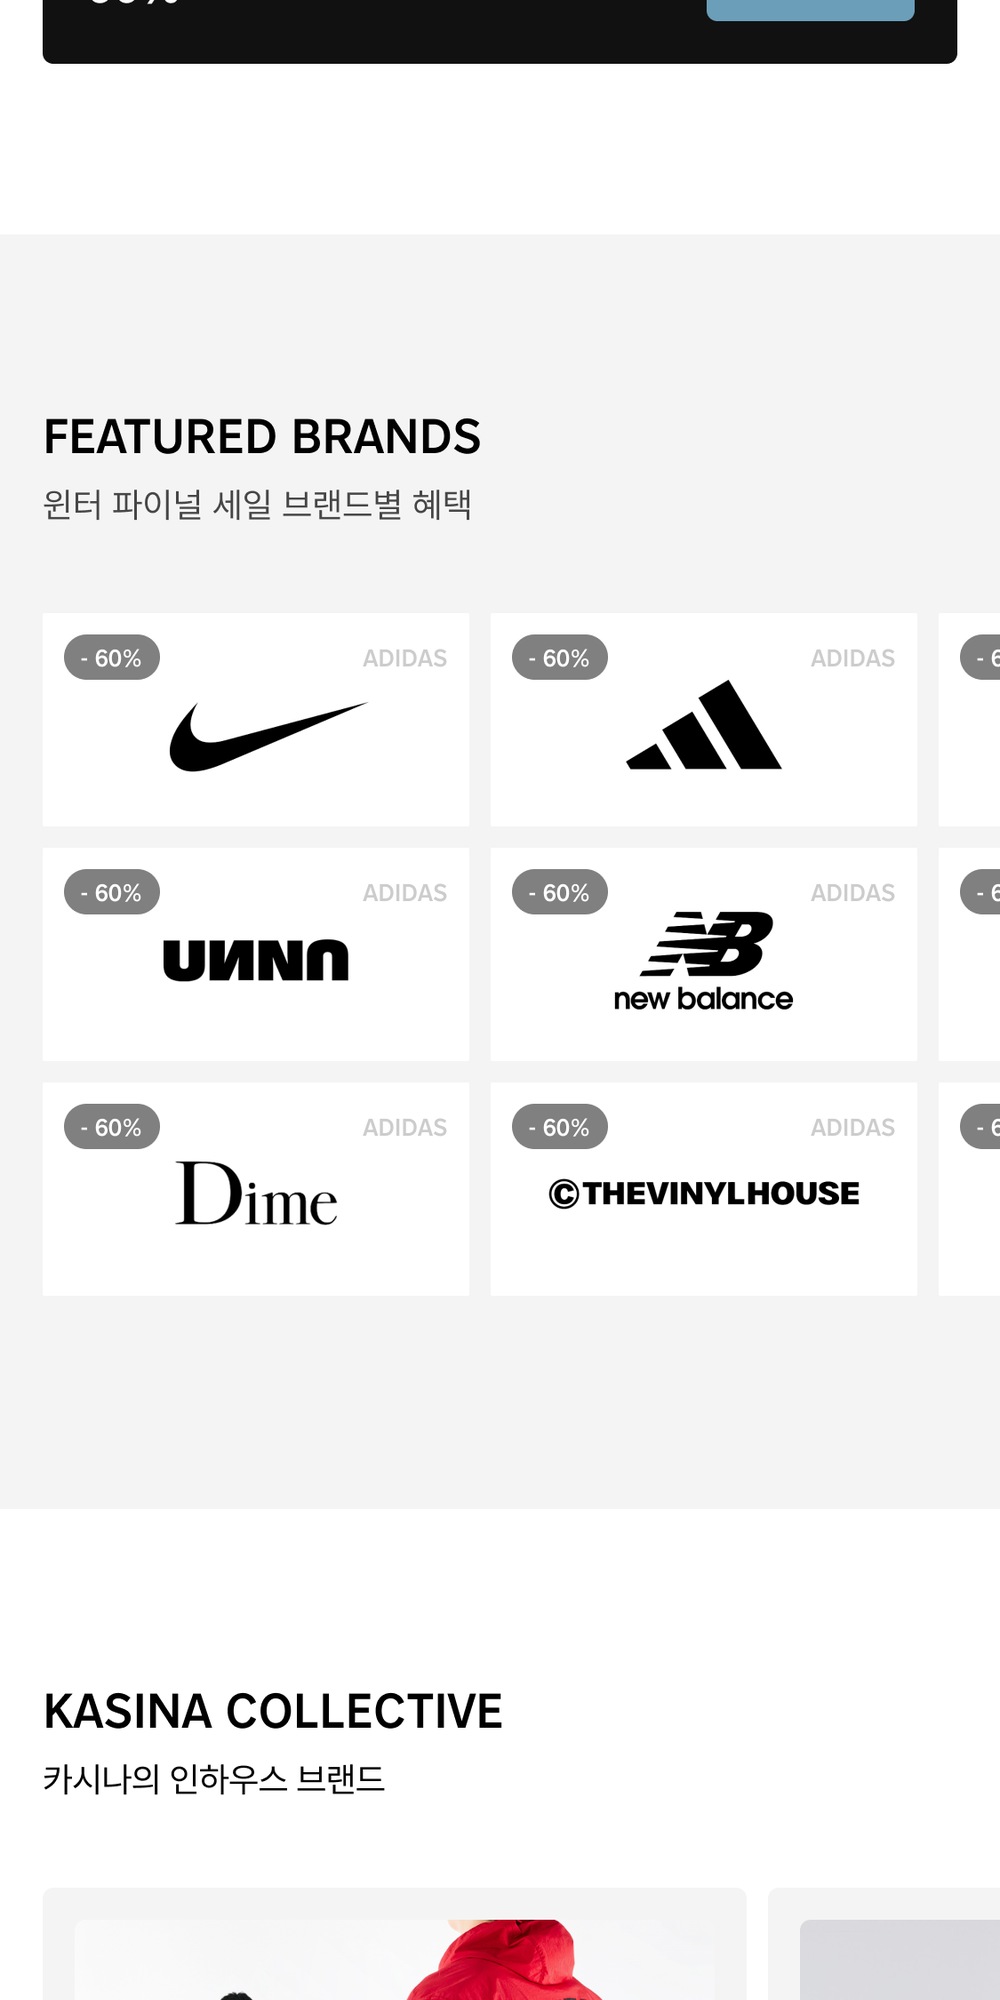 FEATURED BRANDS
윈터 파이널 세일 브랜드별 혜택
- 60% ADIDAS
- 60% ADIDAS
- 60% ADIDAS
UNNN
- 60% ADIDAS
new balance
- 60% ADIDAS
Dime
- 60% ADIDAS
©THEVINYLHOUSE
KASINA COLLECTIVE
카시나의 인하우스 브랜드